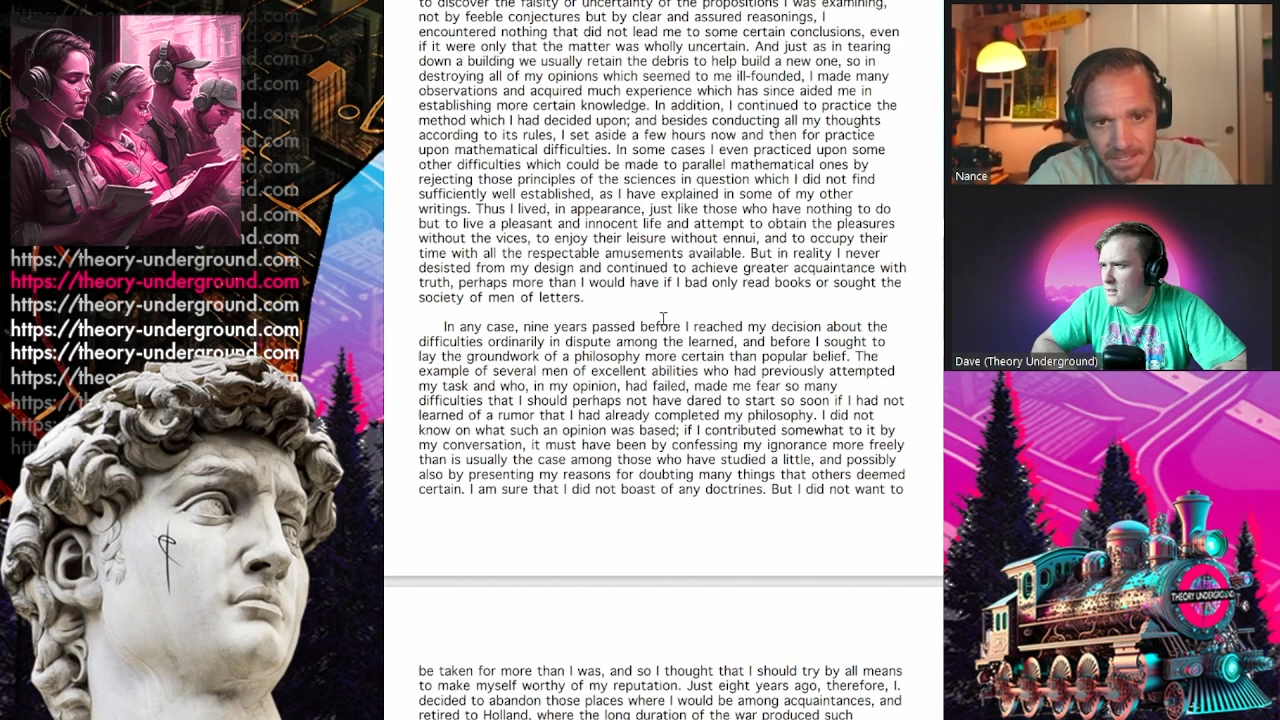 https://theory-underground.com
https://theory-underground.com
https://theory-underground.com
https://theory-underground.com
https://theory-underground.com
to discover the falsity or uncertainty of the propositions I was examining,
not by feeble conjectures but by clear and assured reasonings, I
encountered nothing that did not lead me to some certain conclusions, even
if it were only that the matter was wholly uncertain. And just as in tearing
down a building we usually retain the debris to help build a new one, so in
destroying all of my opinions which seemed to me ill-founded, I made many
observations and acquired much experience which has since aided me in
establishing more certain knowledge. In addition, I continued to practice the
method which I had decided upon; and besides conducting all my thoughts
according to its rules, I set aside a few hours now and then for practice
upon mathematical difficulties. In some cases I even practiced upon some
other difficulties which could be made to parallel mathematical ones by
rejecting those principles of the sciences in question which I did not find
sufficiently well established, as I have explained in some of my other
writings. Thus I lived, in appearance, just like those who have nothing to do
but to live a pleasant and innocent life and attempt to obtain the pleasures
without the vices, to enjoy their leisure without ennui, and to occupy their
time with all the respectable amusements available. But in reality I never
desisted from my design and continued to achieve greater acquaintance with
truth, perhaps more than I would have if I had only read books or sought the
society of men of letters.
In any case, nine years passed before I reached my decision about the
difficulties ordinarily in dispute among the learned, and before I sought to
lay the groundwork of a philosophy more certain than popular belief. The
example of several men of excellent abilities who had previously attempted
my task and who, in my opinion, had failed, made me fear so many
difficulties that I should perhaps not have dared to start so soon if I had not
learned of a rumor that I had already completed my philosophy. I did not
know on what such an opinion was based; if I contributed somewhat to it by
my conversation, it must have been by confessing my ignorance more freely
than is usually the case among those who have studied a little, and possibly
also by presenting my reasons for doubting many things that others deemed
certain. I am sure that I did not boast of any doctrines. But I did not want to
be taken for more than I was, and so I thought that I should try by all means
to make myself worthy of my reputation. Just eight years ago, therefore, I.
decided to abandon those places where I would be among acquaintances, and
retired to Holland, where the long duration of the war produced such
Nance
Dave (Theory Underground)
THEORY UNDERGROUND